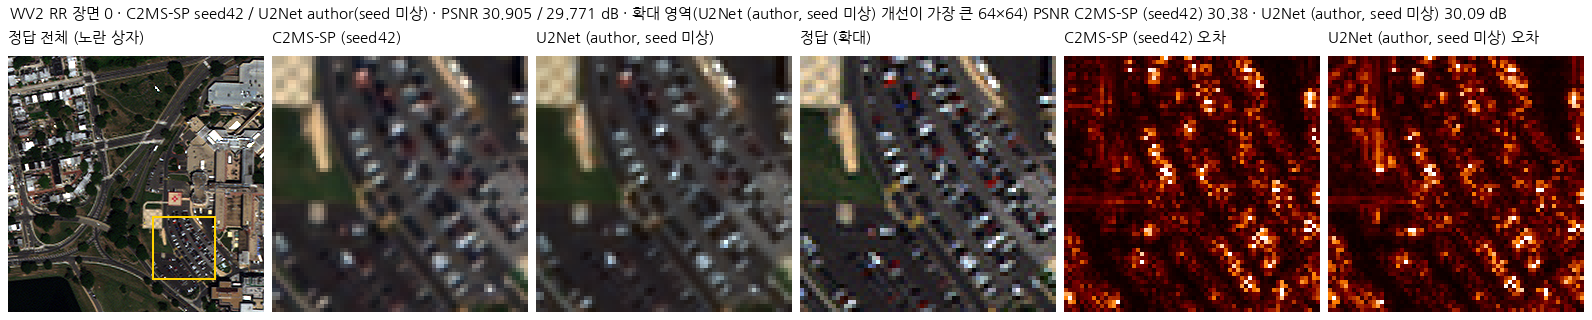 WV2 RR 장면 0 · C2MS-SP seed42 / U2Net author(seed 미상) · PSNR 30.905 / 29.771 dB · 확대 영역(U2Net (author, seed 미상) 개선이 가장 큰 64×64) PSNR C2MS-SP (seed42) 30.38 · U2Net (author, seed 미상) 30.09 dB
정답 전체 (노란 상자)
C2MS-SP (seed42)
U2Net (author, seed 미상)
정답 (확대)
C2MS-SP (seed42) 오차
U2Net (author, seed 미상) 오차